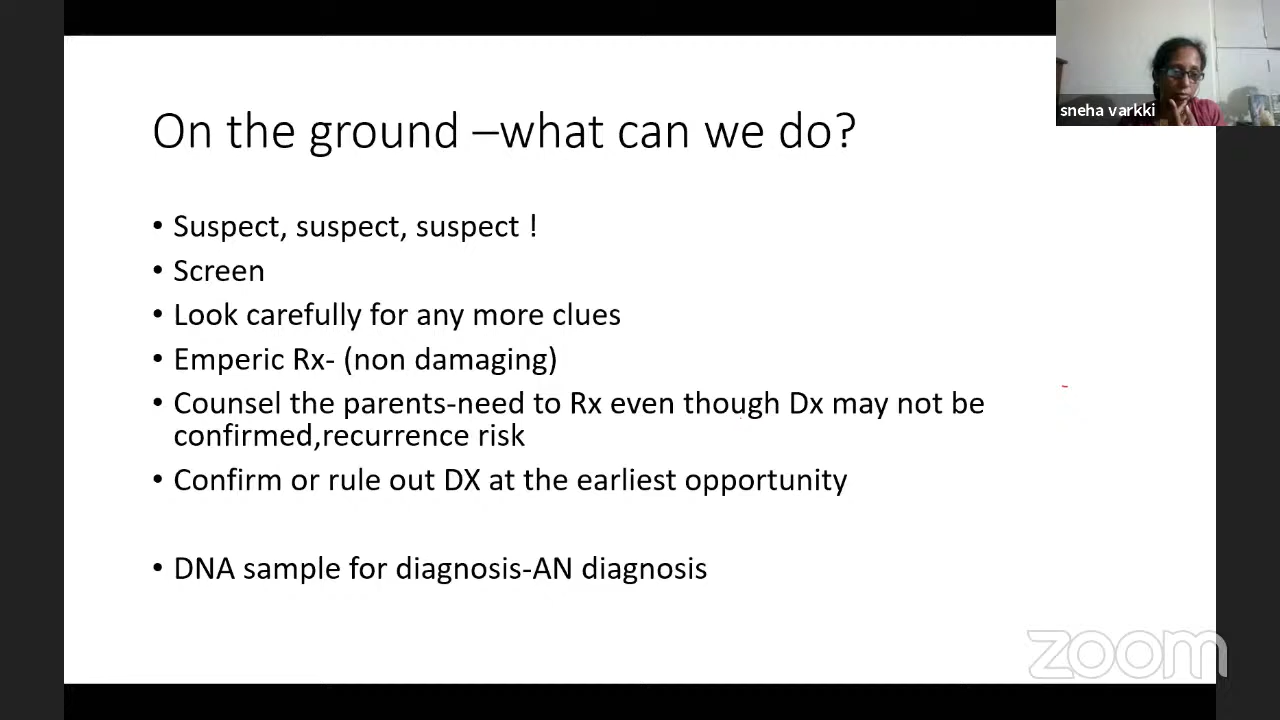 sneha varkki
On the ground –what can we do?
• Suspect, suspect, suspect !
• Screen
• Look carefully for any more clues
• Emperic Rx- (non damaging)
• Counsel the parents-need to Rx even though Dx may not be
confirmed,recurrence risk
• Confirm or rule out DX at the earliest opportunity
• DNA sample for diagnosis-AN diagnosis
zoom